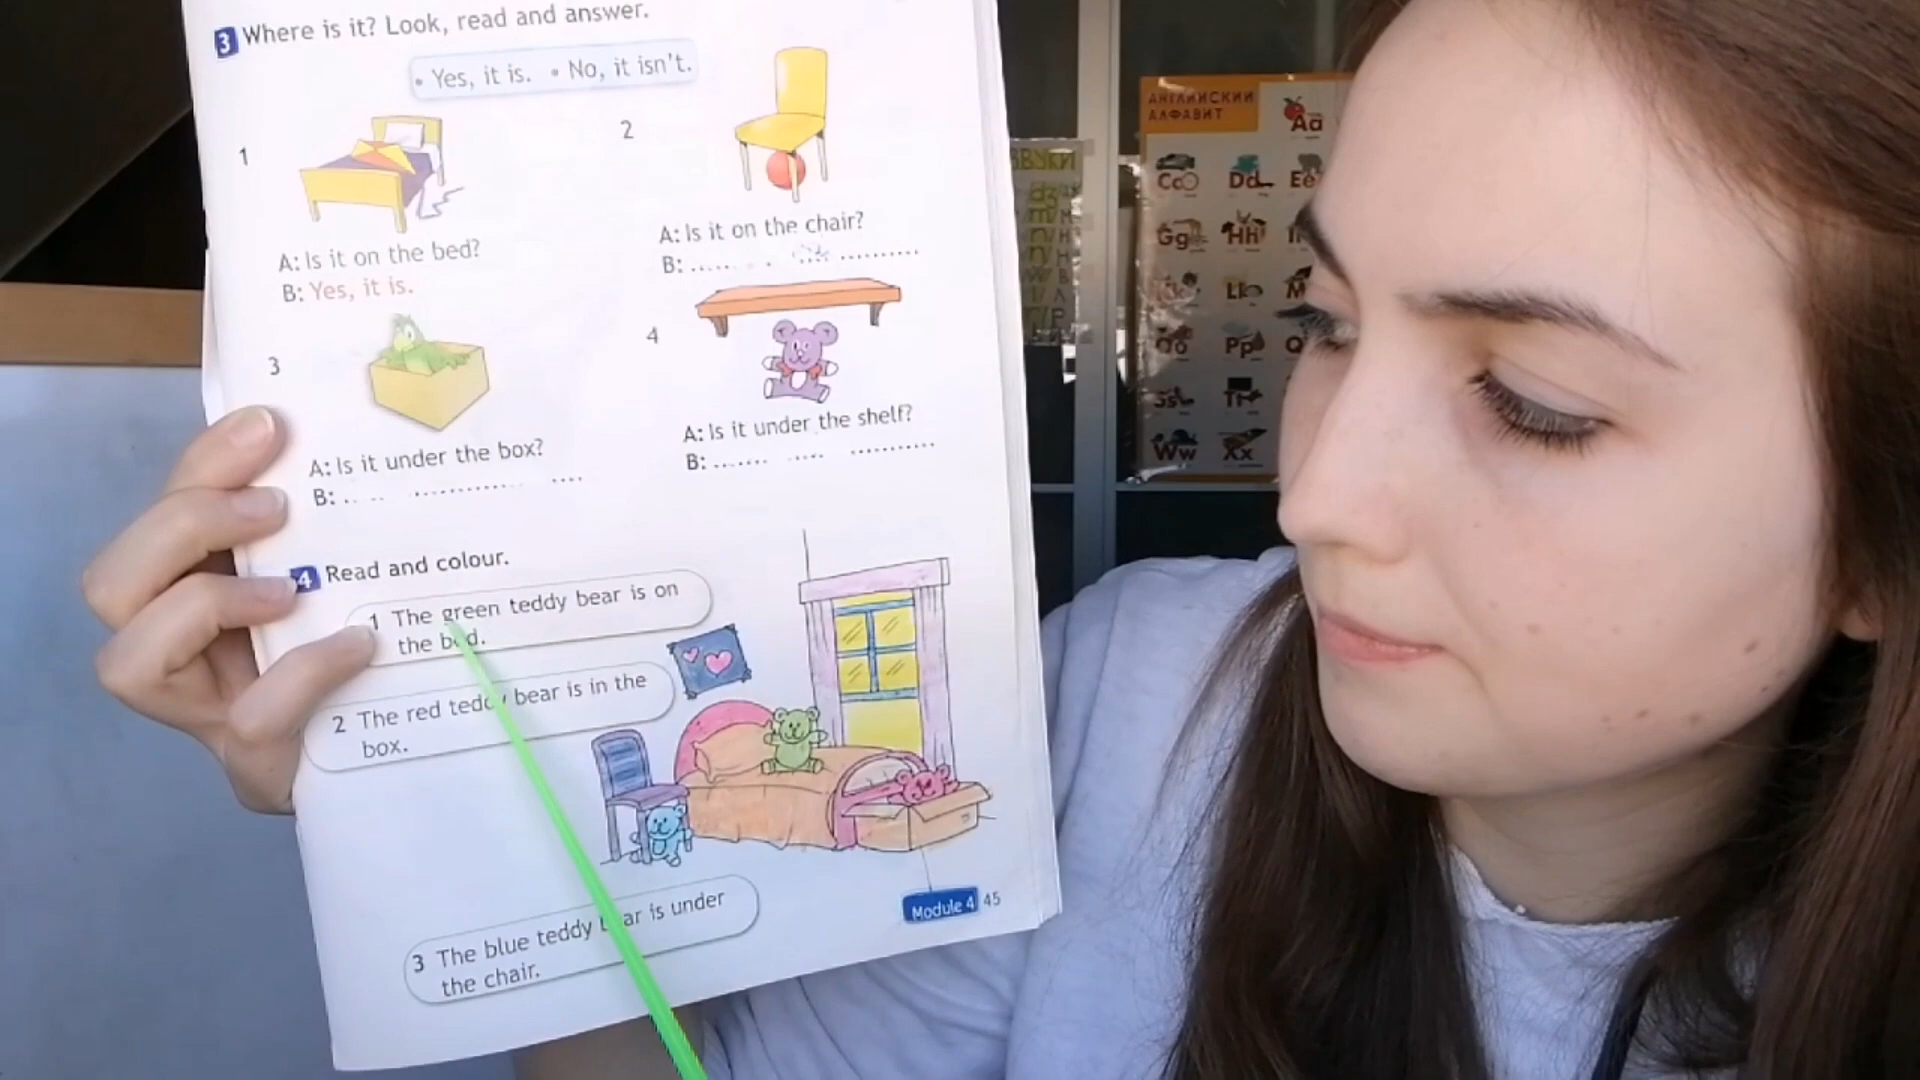 3 Where is it? Look, read and answer.
• Yes, it is. • No, it isn't.
1
2
A: Is it on the bed?
B: Yes, it is.
A: Is it on the chair?
B: ..... . .... ...........
3
4
A: Is it under the box?
B: .. .. .............. ....
A: Is it under the shelf?
B: ....... ..... ...........
4 Read and colour.
1 The green teddy bear is on
the bed.
2 The red teddy bear is in the
box.
3 The blue teddy bear is under
the chair.
Module 4 45
АНГЛИЙСКИЙ
АЛФАВИТ
Aa
Cc Dd Ee
Gg Hh
Ll
Pp
Ss Tt
Ww Xx